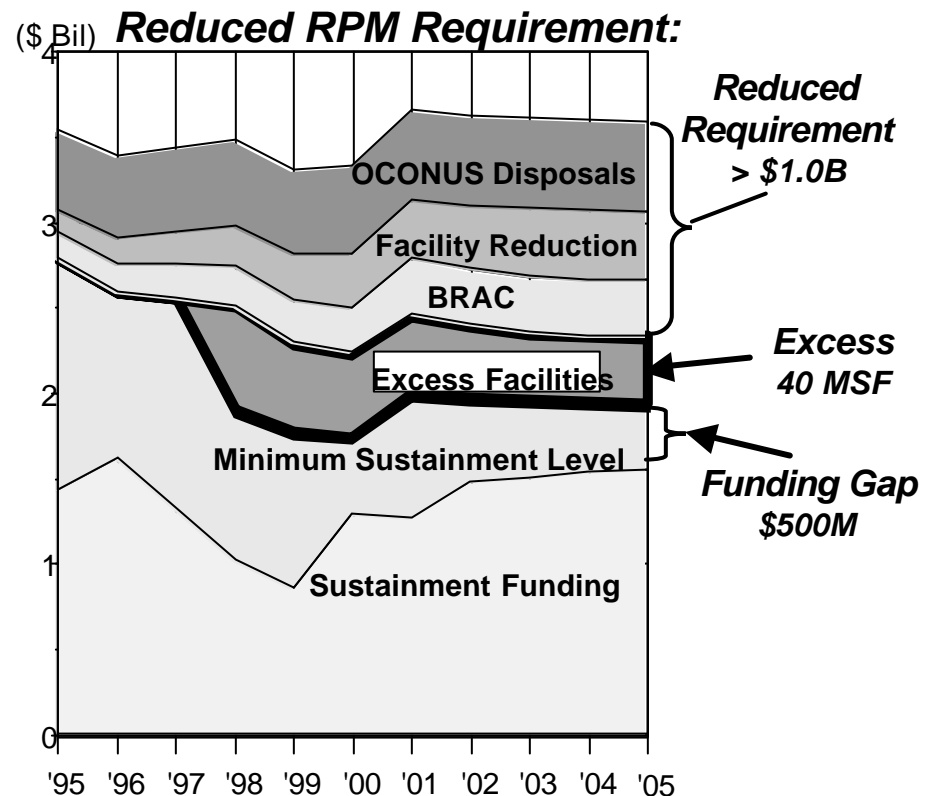 ($ Bil) Reduced RPM Requirement:
4
3
2
1
0
OCONUS Disposals
Facility Reduction
BRAC
Excess Facilities
Minimum Sustainment Level
Sustainment Funding
Reduced
Requirement
> $1.0B
Excess
40 MSF
Funding Gap
$500M
'95 '96 '97 '98 '99 '00 '01 '02 '03 '04 '05